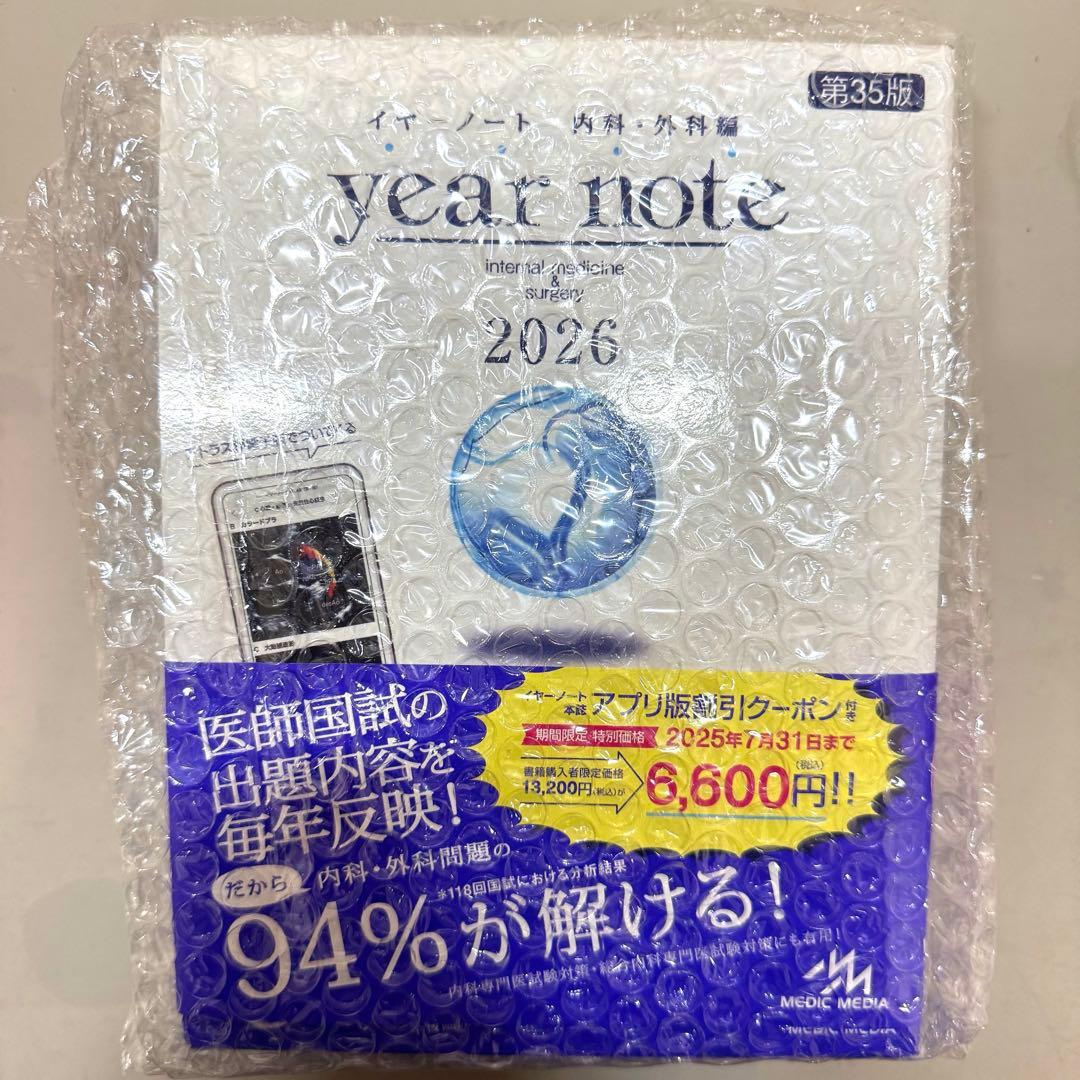 第35版
イヤーノート 内科・外科編
year note
internal medicine
&
surgery
2026
B カラードプラ
医師国試の
出題内容を
毎年反映！
だから 内科・外科問題の
※118回国試における分析結果
94%が解ける！
内科専門医試験対策・総合内科専門医試験対策にも有用！
イヤーノート
本誌 アプリ版割引クーポン付き
期間限定 特別価格 2025年7月31日まで
書籍購入者限定価格
13,200円(税込)が
6,600円!!
(税込)
MEDIC MEDIA
MEDIC MEDIA